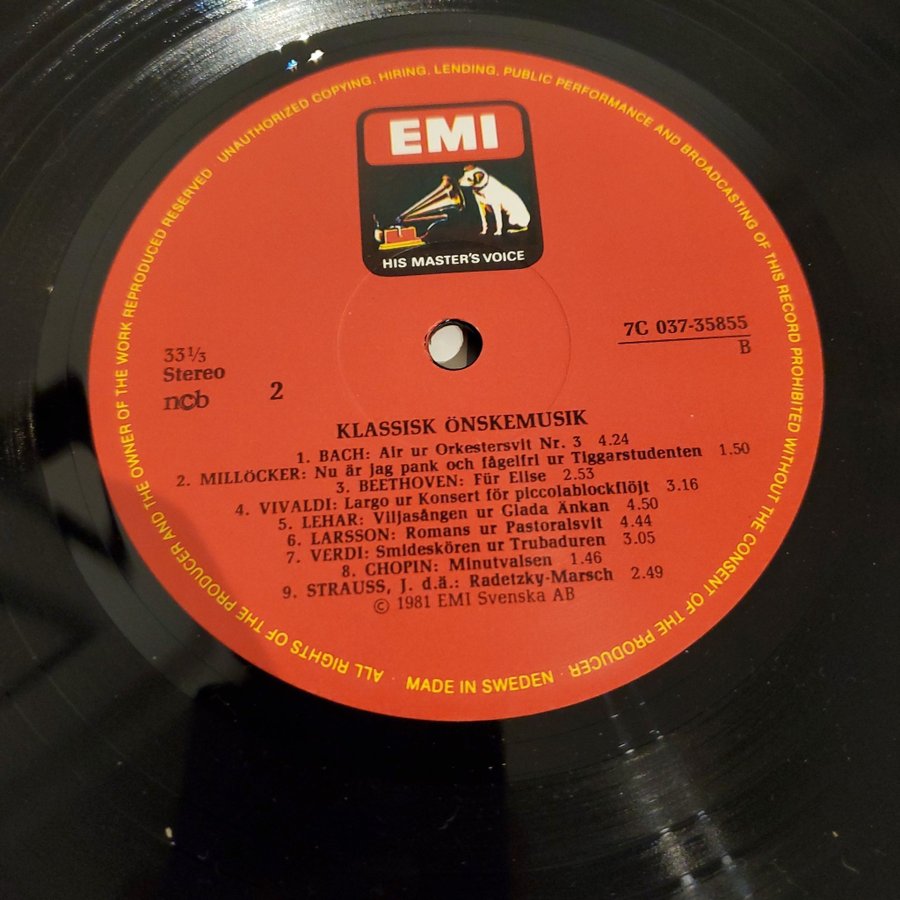 UNAUTHORIZED COPYING, HIRING, LENDING, PUBLIC PERFORMANCE AND BROADCASTING OF THIS RECORD PROHIBITED WITHOUT THE CONSENT OF THE PRODUCER ·
EMI
HIS MASTER'S VOICE
7C 037-35855
B
33⅓
Stereo
ncb
2
KLASSISK ÖNSKEMUSIK
1. BACH: Air ur Orkestersvit Nr. 3 4.24
2. MILLÖCKER: Nu är jag pank och fågelfri ur Tiggarstudenten 1.50
3. BEETHOVEN: Für Elise 2.53
4. VIVALDI: Largo ur Konsert för piccolablockflöjt 3.16
5. LEHAR: Viljasången ur Glada Änkan 4.50
6. LARSSON: Romans ur Pastoralsvit 4.44
7. VERDI: Smideskören ur Trubaduren 3.05
8. CHOPIN: Minutvalsen 1.46
9. STRAUSS, J. d.ä.: Radetzky-Marsch 2.49
© 1981 EMI Svenska AB
MADE IN SWEDEN ·
ALL RIGHTS OF THE PRODUCER AND THE OWNER OF THE WORK REPRODUCED RESERVED